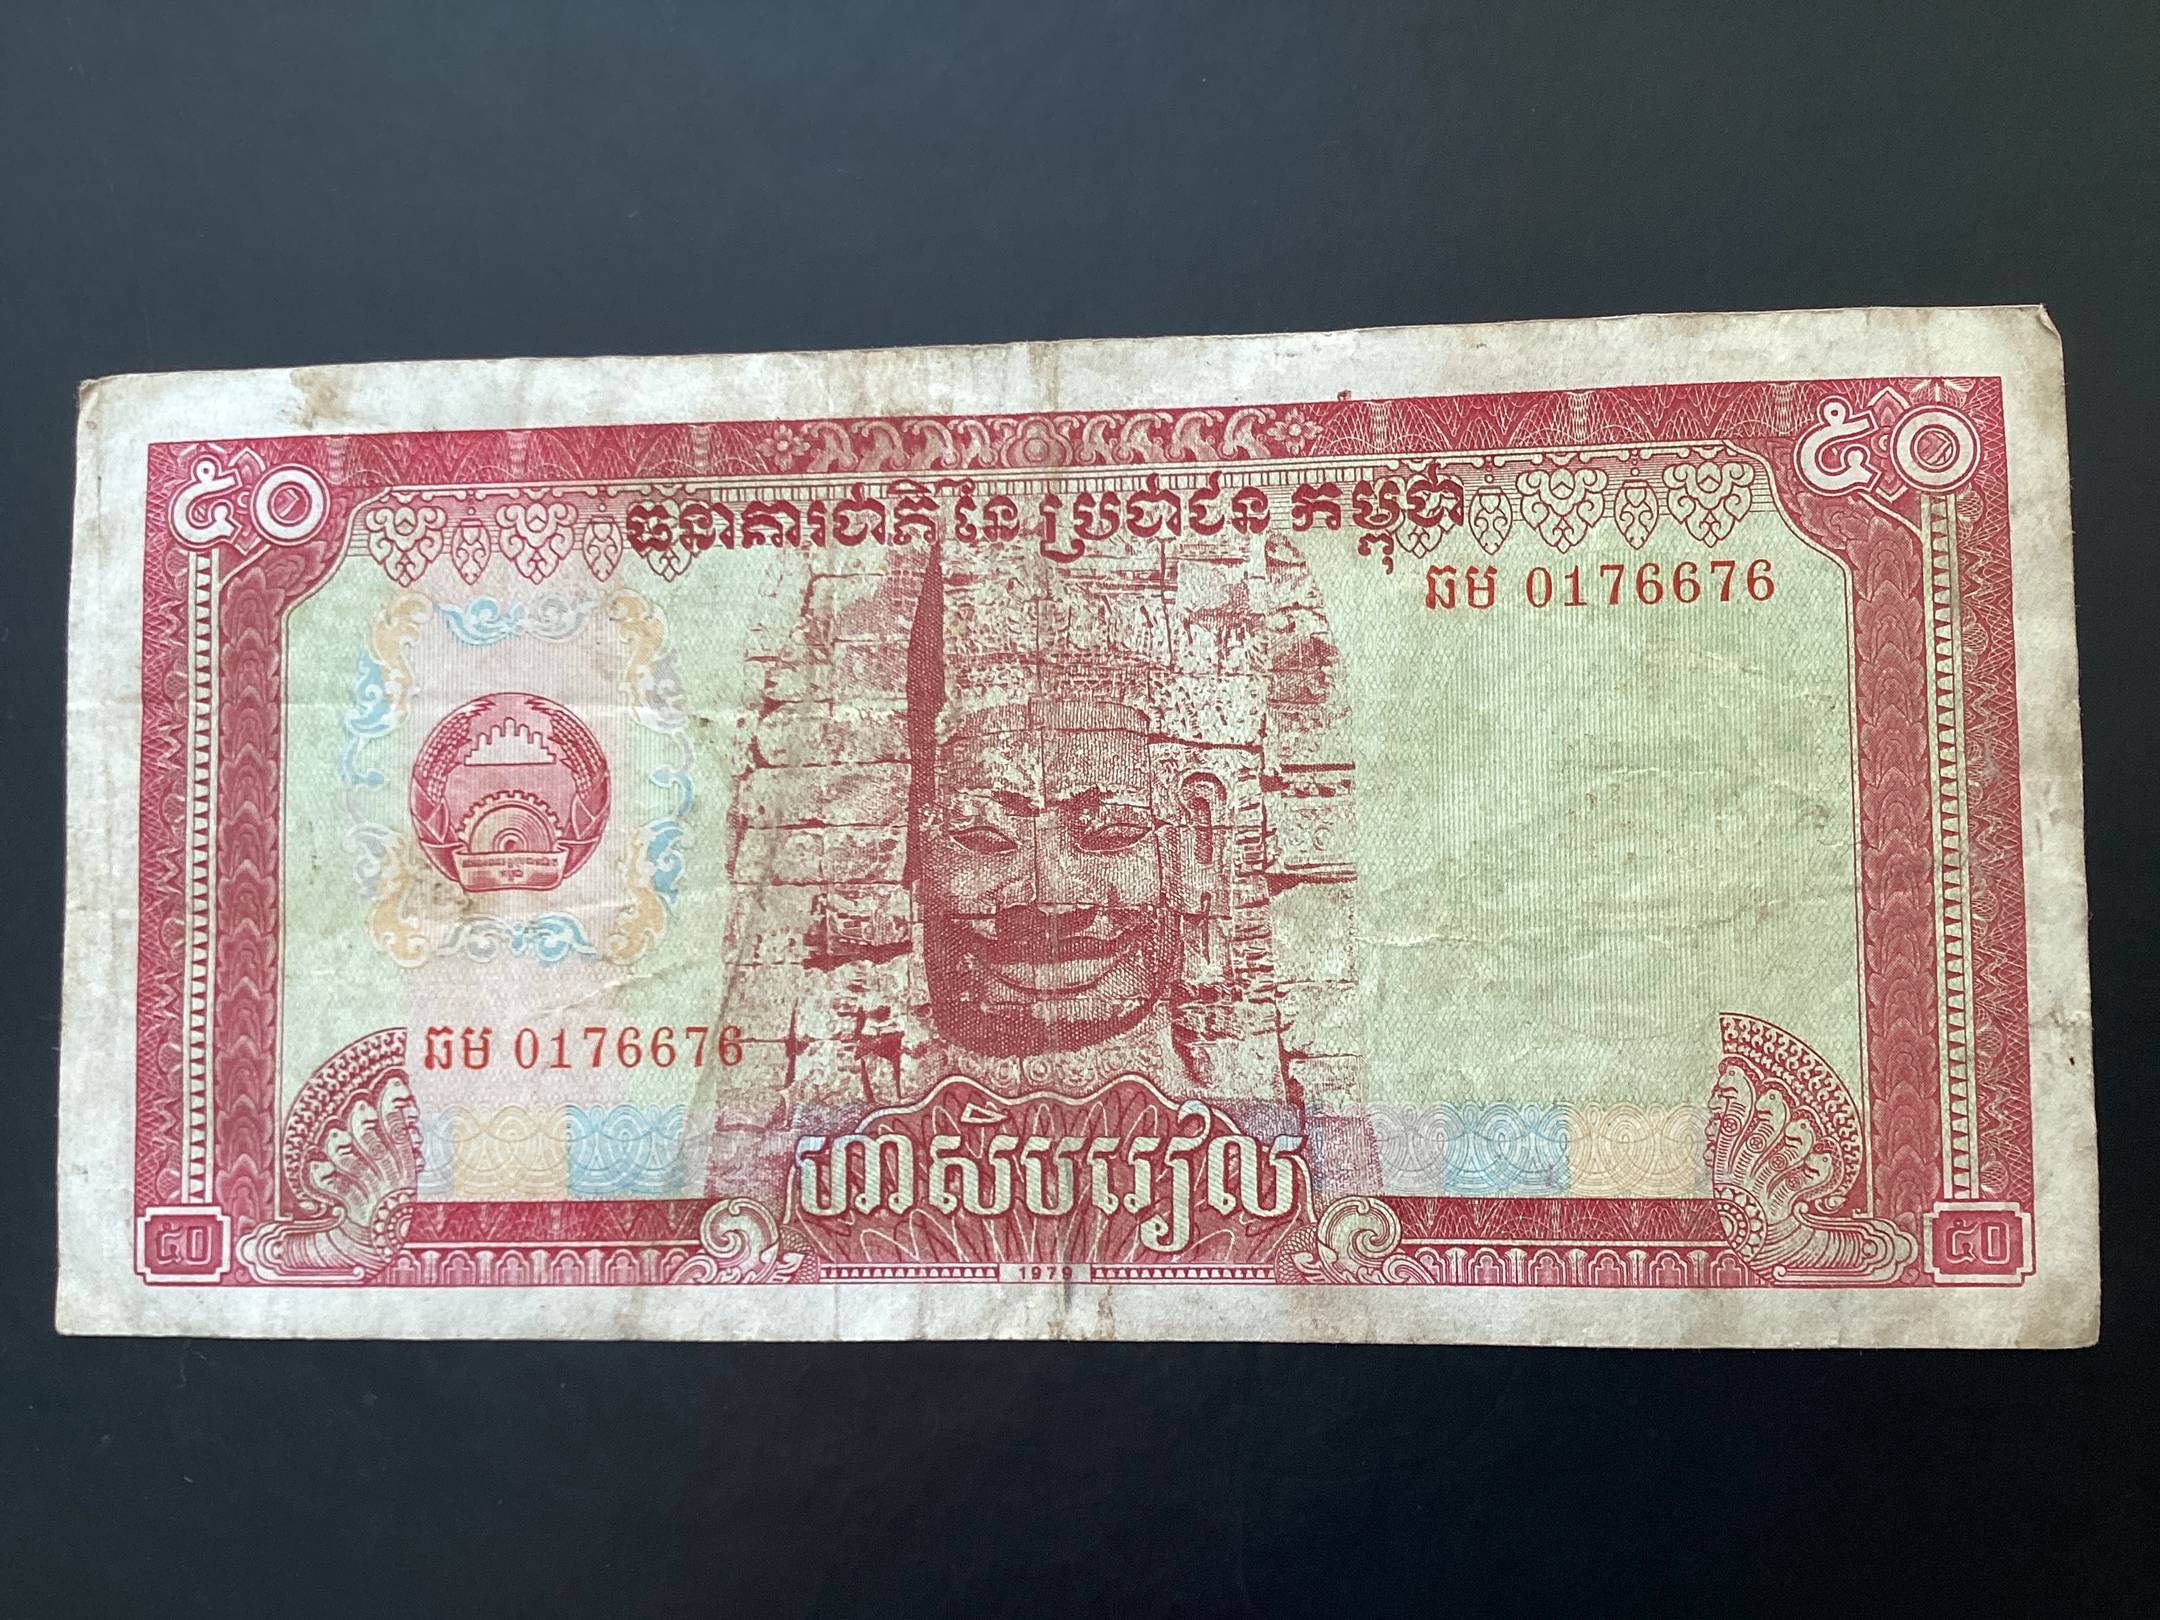 ៥០
៥០
ធនាគារជាតិ នៃ ប្រជាជន កម្ពុជា
ឆម 0176676
ឆម 0176676
ហាសិបរៀល
៥០
1979
៥០